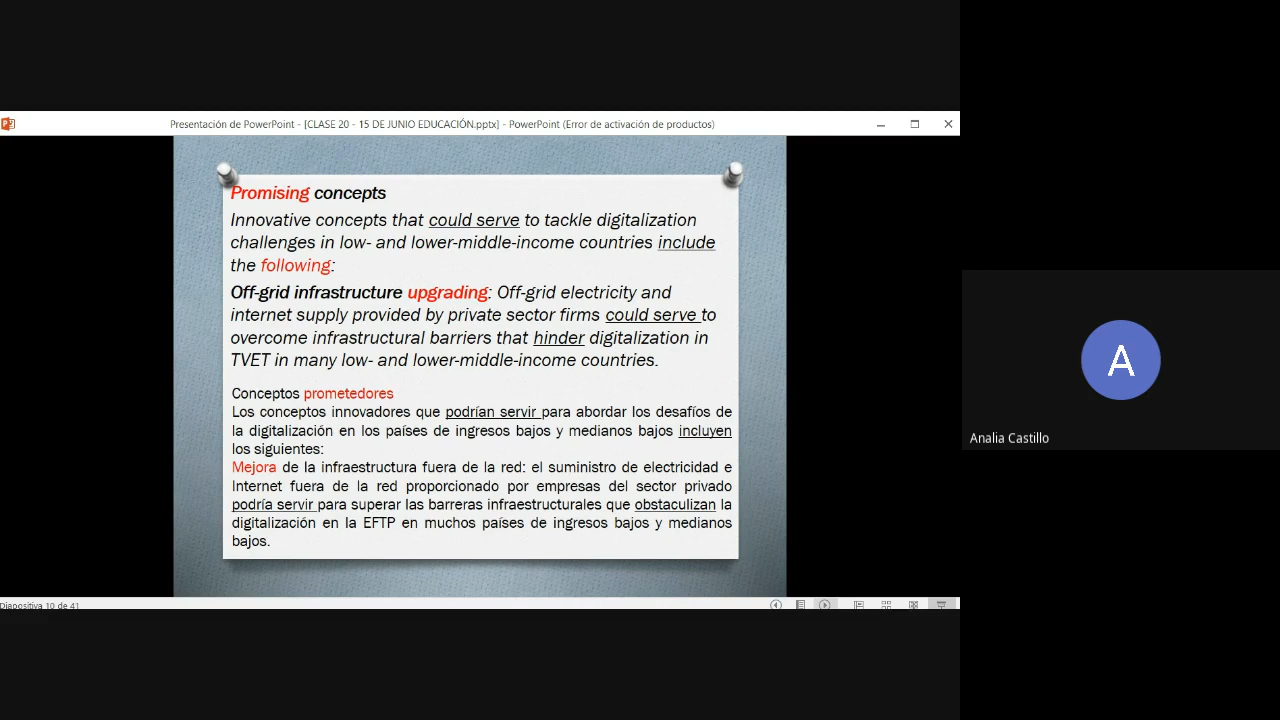 Presentación de PowerPoint - [CLASE 20 - 15 DE JUNIO EDUCACIÓN.pptx] - PowerPoint (Error de activación de productos)
Promising concepts
Innovative concepts that could serve to tackle digitalization
challenges in low- and lower-middle-income countries include
the following:
Off-grid infrastructure upgrading: Off-grid electricity and
internet supply provided by private sector firms could serve to
overcome infrastructural barriers that hinder digitalization in
TVET in many low- and lower-middle-income countries.
Conceptos prometedores
Los conceptos innovadores que podrían servir para abordar los desafíos de
la digitalización en los países de ingresos bajos y medianos bajos incluyen
los siguientes:
Mejora de la infraestructura fuera de la red: el suministro de electricidad e
Internet fuera de la red proporcionado por empresas del sector privado
podría servir para superar las barreras infraestructurales que obstaculizan la
digitalización en la EFTP en muchos países de ingresos bajos y medianos
bajos.
Diapositiva 10 de 41
A
Analia Castillo